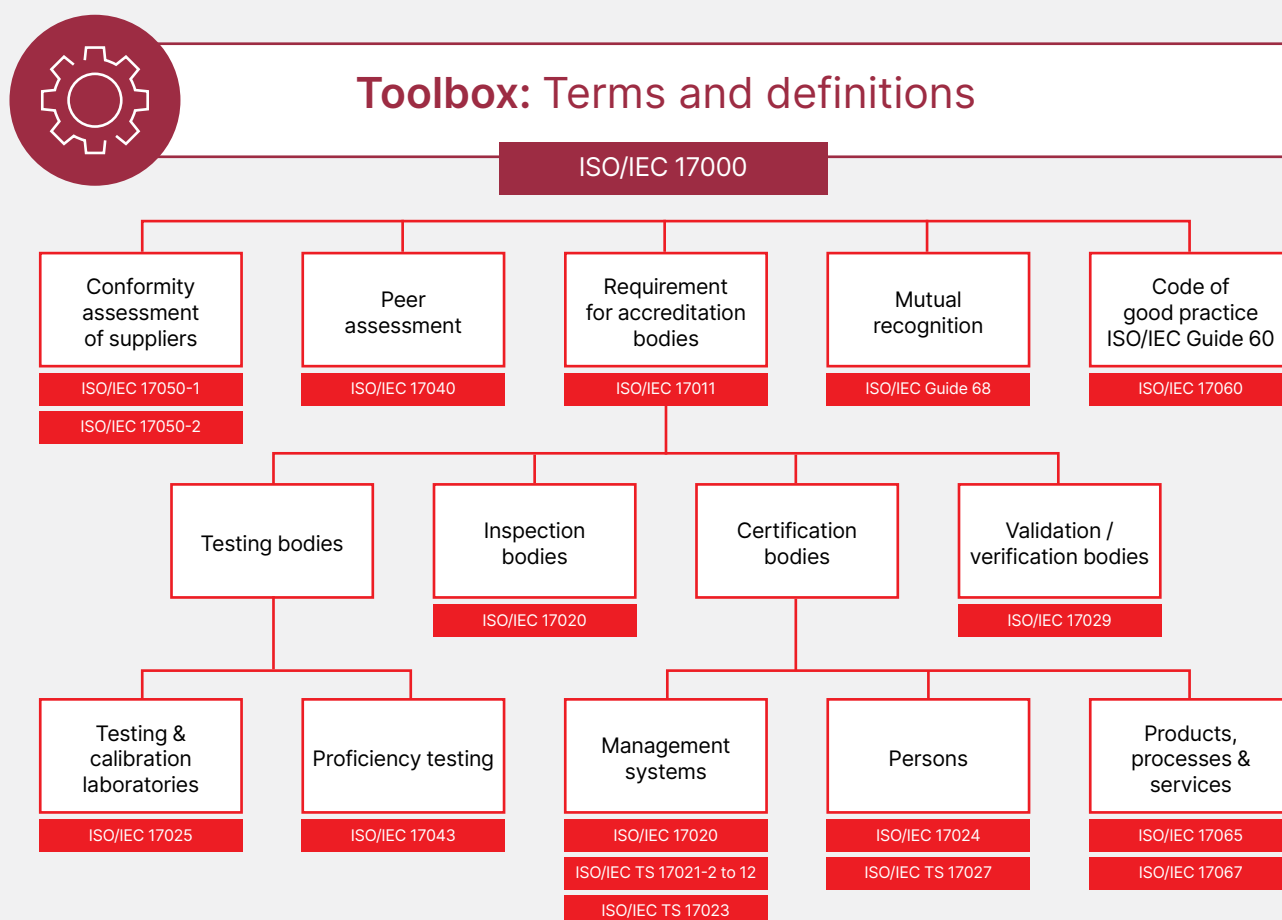 Toolbox: Terms and definitions
ISO/IEC 17000
Conformity
assessment
of suppliers
ISO/IEC 17050-1
ISO/IEC 17050-2
Peer
assessment
ISO/IEC 17040
Requirement
for accreditation
bodies
ISO/IEC 17011
Mutual
recognition
ISO/IEC Guide 68
Code of
good practice
ISO/IEC Guide 60
ISO/IEC 17060
Testing bodies
Inspection
bodies
ISO/IEC 17020
Certification
bodies
Validation /
verification bodies
ISO/IEC 17029
Testing &
calibration
laboratories
ISO/IEC 17025
Proficiency testing
ISO/IEC 17043
Management
systems
ISO/IEC 17020
ISO/IEC TS 17021-2 to 12
ISO/IEC TS 17023
Persons
ISO/IEC 17024
ISO/IEC TS 17027
Products,
processes &
services
ISO/IEC 17065
ISO/IEC 17067